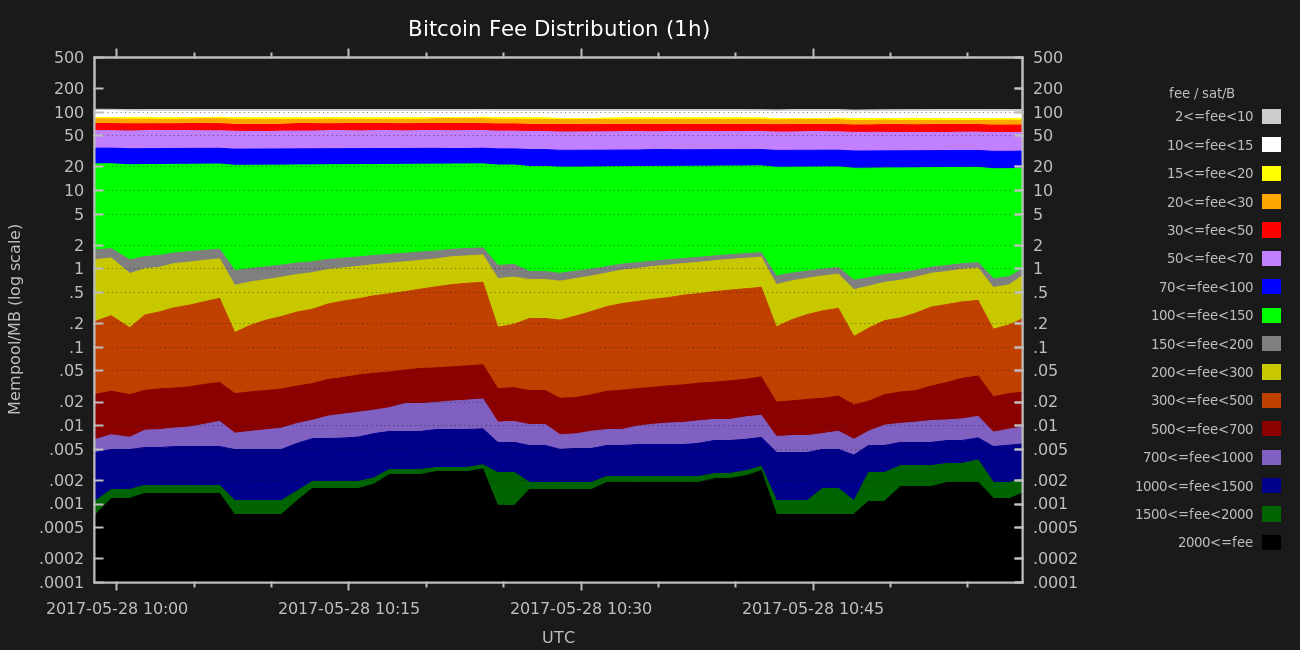 Bitcoin Fee Distribution (1h)
Mempool/MB (log scale)
500
200
100
50
20
10
5
2
1
.5
.2
.1
.05
.02
.01
.005
.002
.001
.0005
.0002
.0001
500
200
100
50
20
10
5
2
1
.5
.2
.1
.05
.02
.01
.005
.002
.001
.0005
.0002
.0001
2017-05-28 10:00 2017-05-28 10:15 2017-05-28 10:30 2017-05-28 10:45
UTC
fee / sat/B
2<=fee<10
10<=fee<15
15<=fee<20
20<=fee<30
30<=fee<50
50<=fee<70
70<=fee<100
100<=fee<150
150<=fee<200
200<=fee<300
300<=fee<500
500<=fee<700
700<=fee<1000
1000<=fee<1500
1500<=fee<2000
2000<=fee